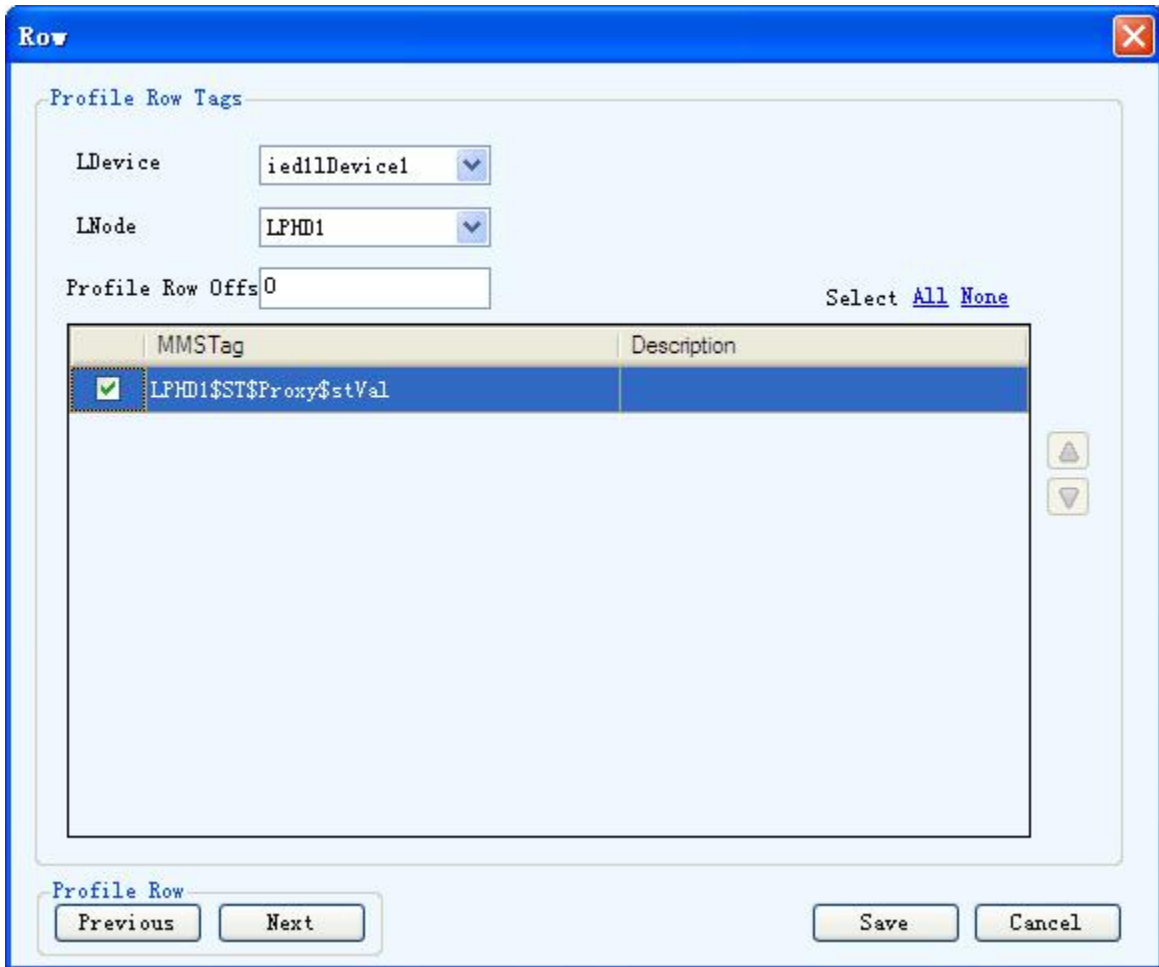 Row
Profile Row Tags
LDevice ied1lDevice1
LNode LPHD1
Profile Row Offs 0
Select All None
MMSTag Description
LPHD1$ST$Proxy$stVal
Profile Row
Previous Next Save Cancel